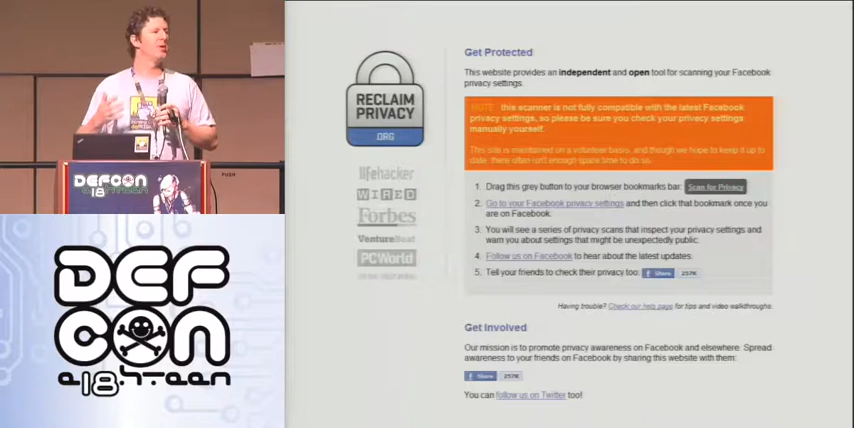 DEFCON
18
PUSH
DEF
CON
RECLAIM
PRIVACY
.ORG
lifehacker
WIRED
Forbes
VentureBeat
PCWorld
Get Protected
This website provides an independent and open tool for scanning your Facebook
privacy settings.
NOTE: this scanner is not fully compatible with the latest Facebook
privacy settings, so please be sure you check your privacy settings
manually yourself.
This site is maintained on a volunteer basis, and though we hope to keep it up to
date, there often isn't enough spare time to do so.
1. Drag this grey button to your browser bookmarks bar: Scan for Privacy
2. Go to your Facebook privacy settings and then click that bookmark once you
are on Facebook.
3. You will see a series of privacy scans that inspect your privacy settings and
warn you about settings that might be unexpectedly public.
4. Follow us on Facebook to hear about the latest updates.
5. Tell your friends to check their privacy too: f Share 257K
Having trouble? Check our help page for tips and video walkthroughs.
Get Involved
Our mission is to promote privacy awareness on Facebook and elsewhere. Spread
awareness to your friends on Facebook by sharing this website with them:
f Share 257K
You can follow us on Twitter too!